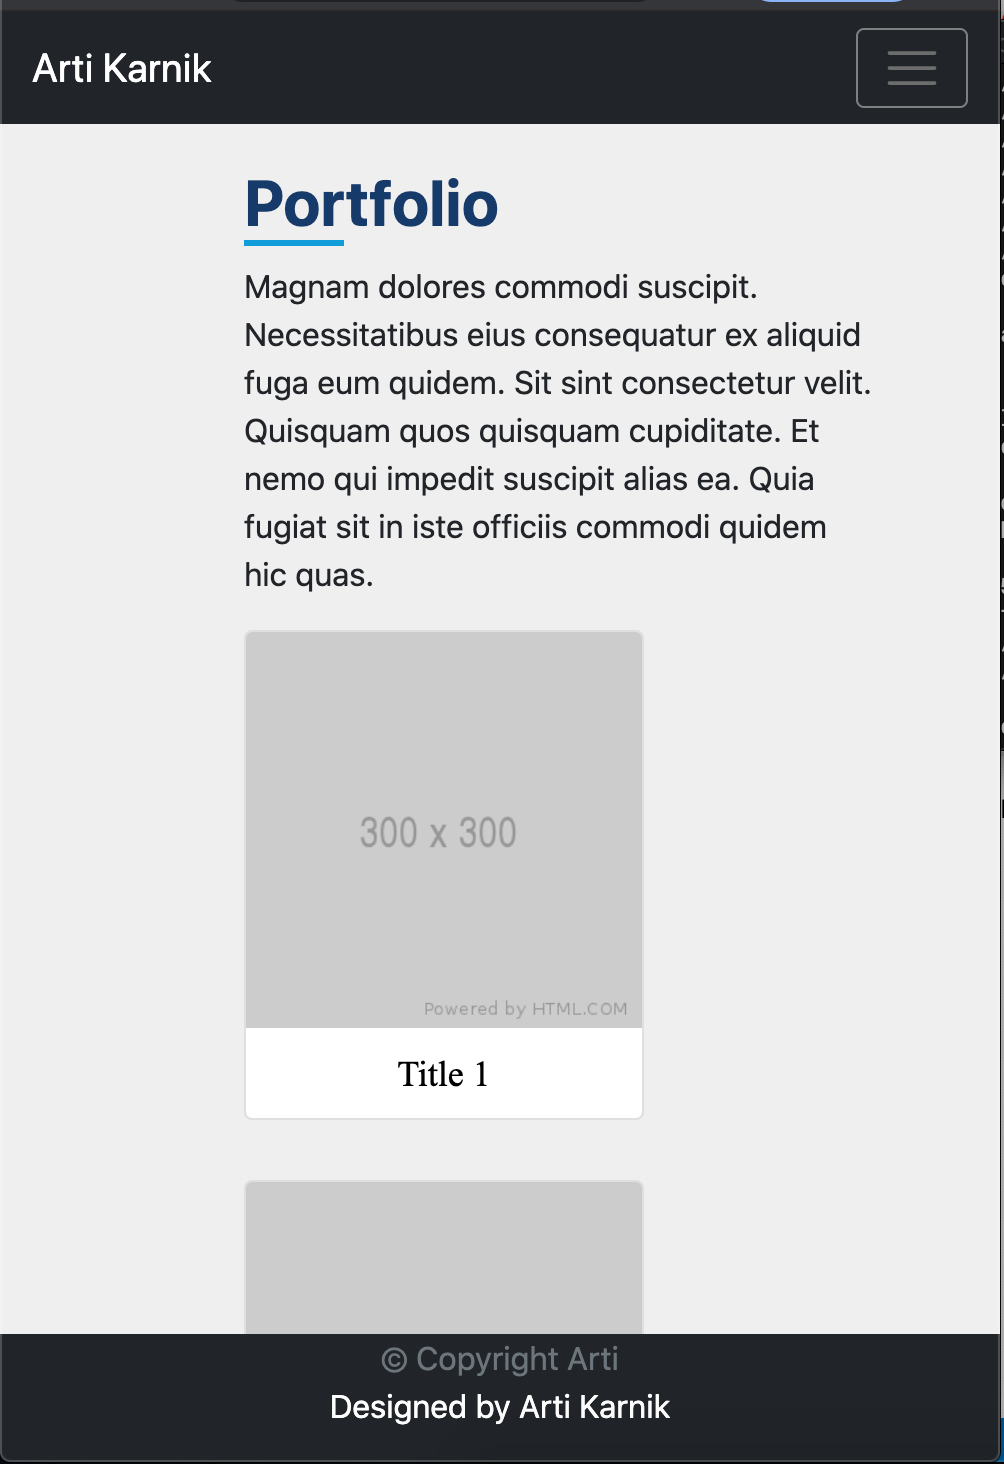 Arti Karnik
Portfolio
Magnam dolores commodi suscipit.
Necessitatibus eius consequatur ex aliquid
fuga eum quidem. Sit sint consectetur velit.
Quisquam quos quisquam cupiditate. Et
nemo qui impedit suscipit alias ea. Quia
fugiat sit in iste officiis commodi quidem
hic quas.
300 x 300
Powered by HTML.COM
Title 1
© Copyright Arti
Designed by Arti Karnik